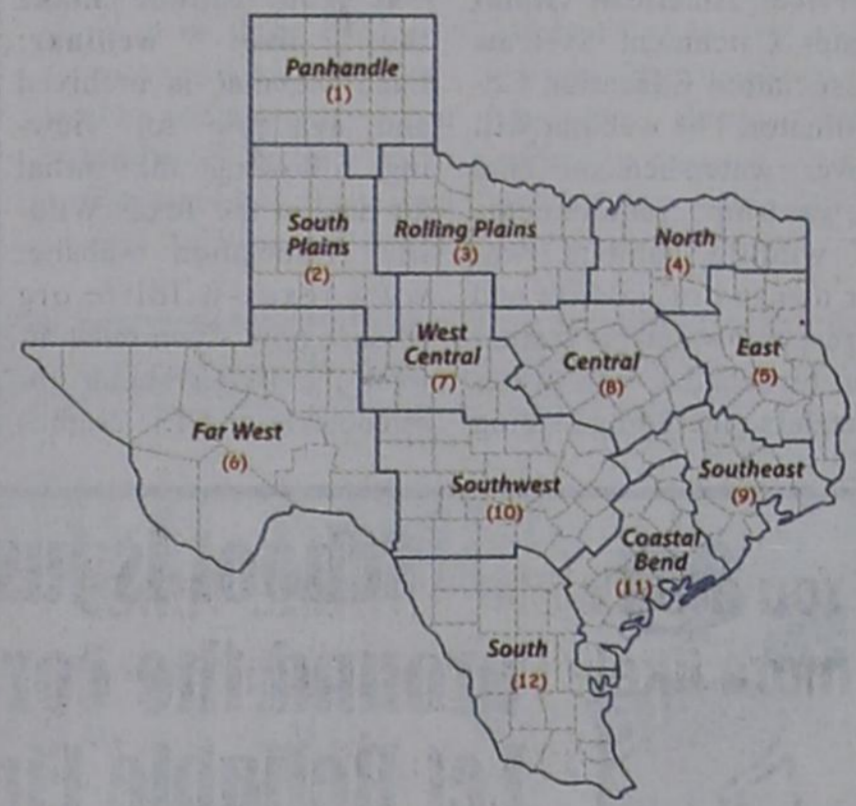 Panhandle
(1)
South
Plains
(2)
Rolling Plains
(3)
North
(4)
West
Central
(7)
Central
(8)
East
(5)
Far West
(6)
Southwest
(10)
Southeast
(9)
Coastal
Bend
(11)
South
(12)